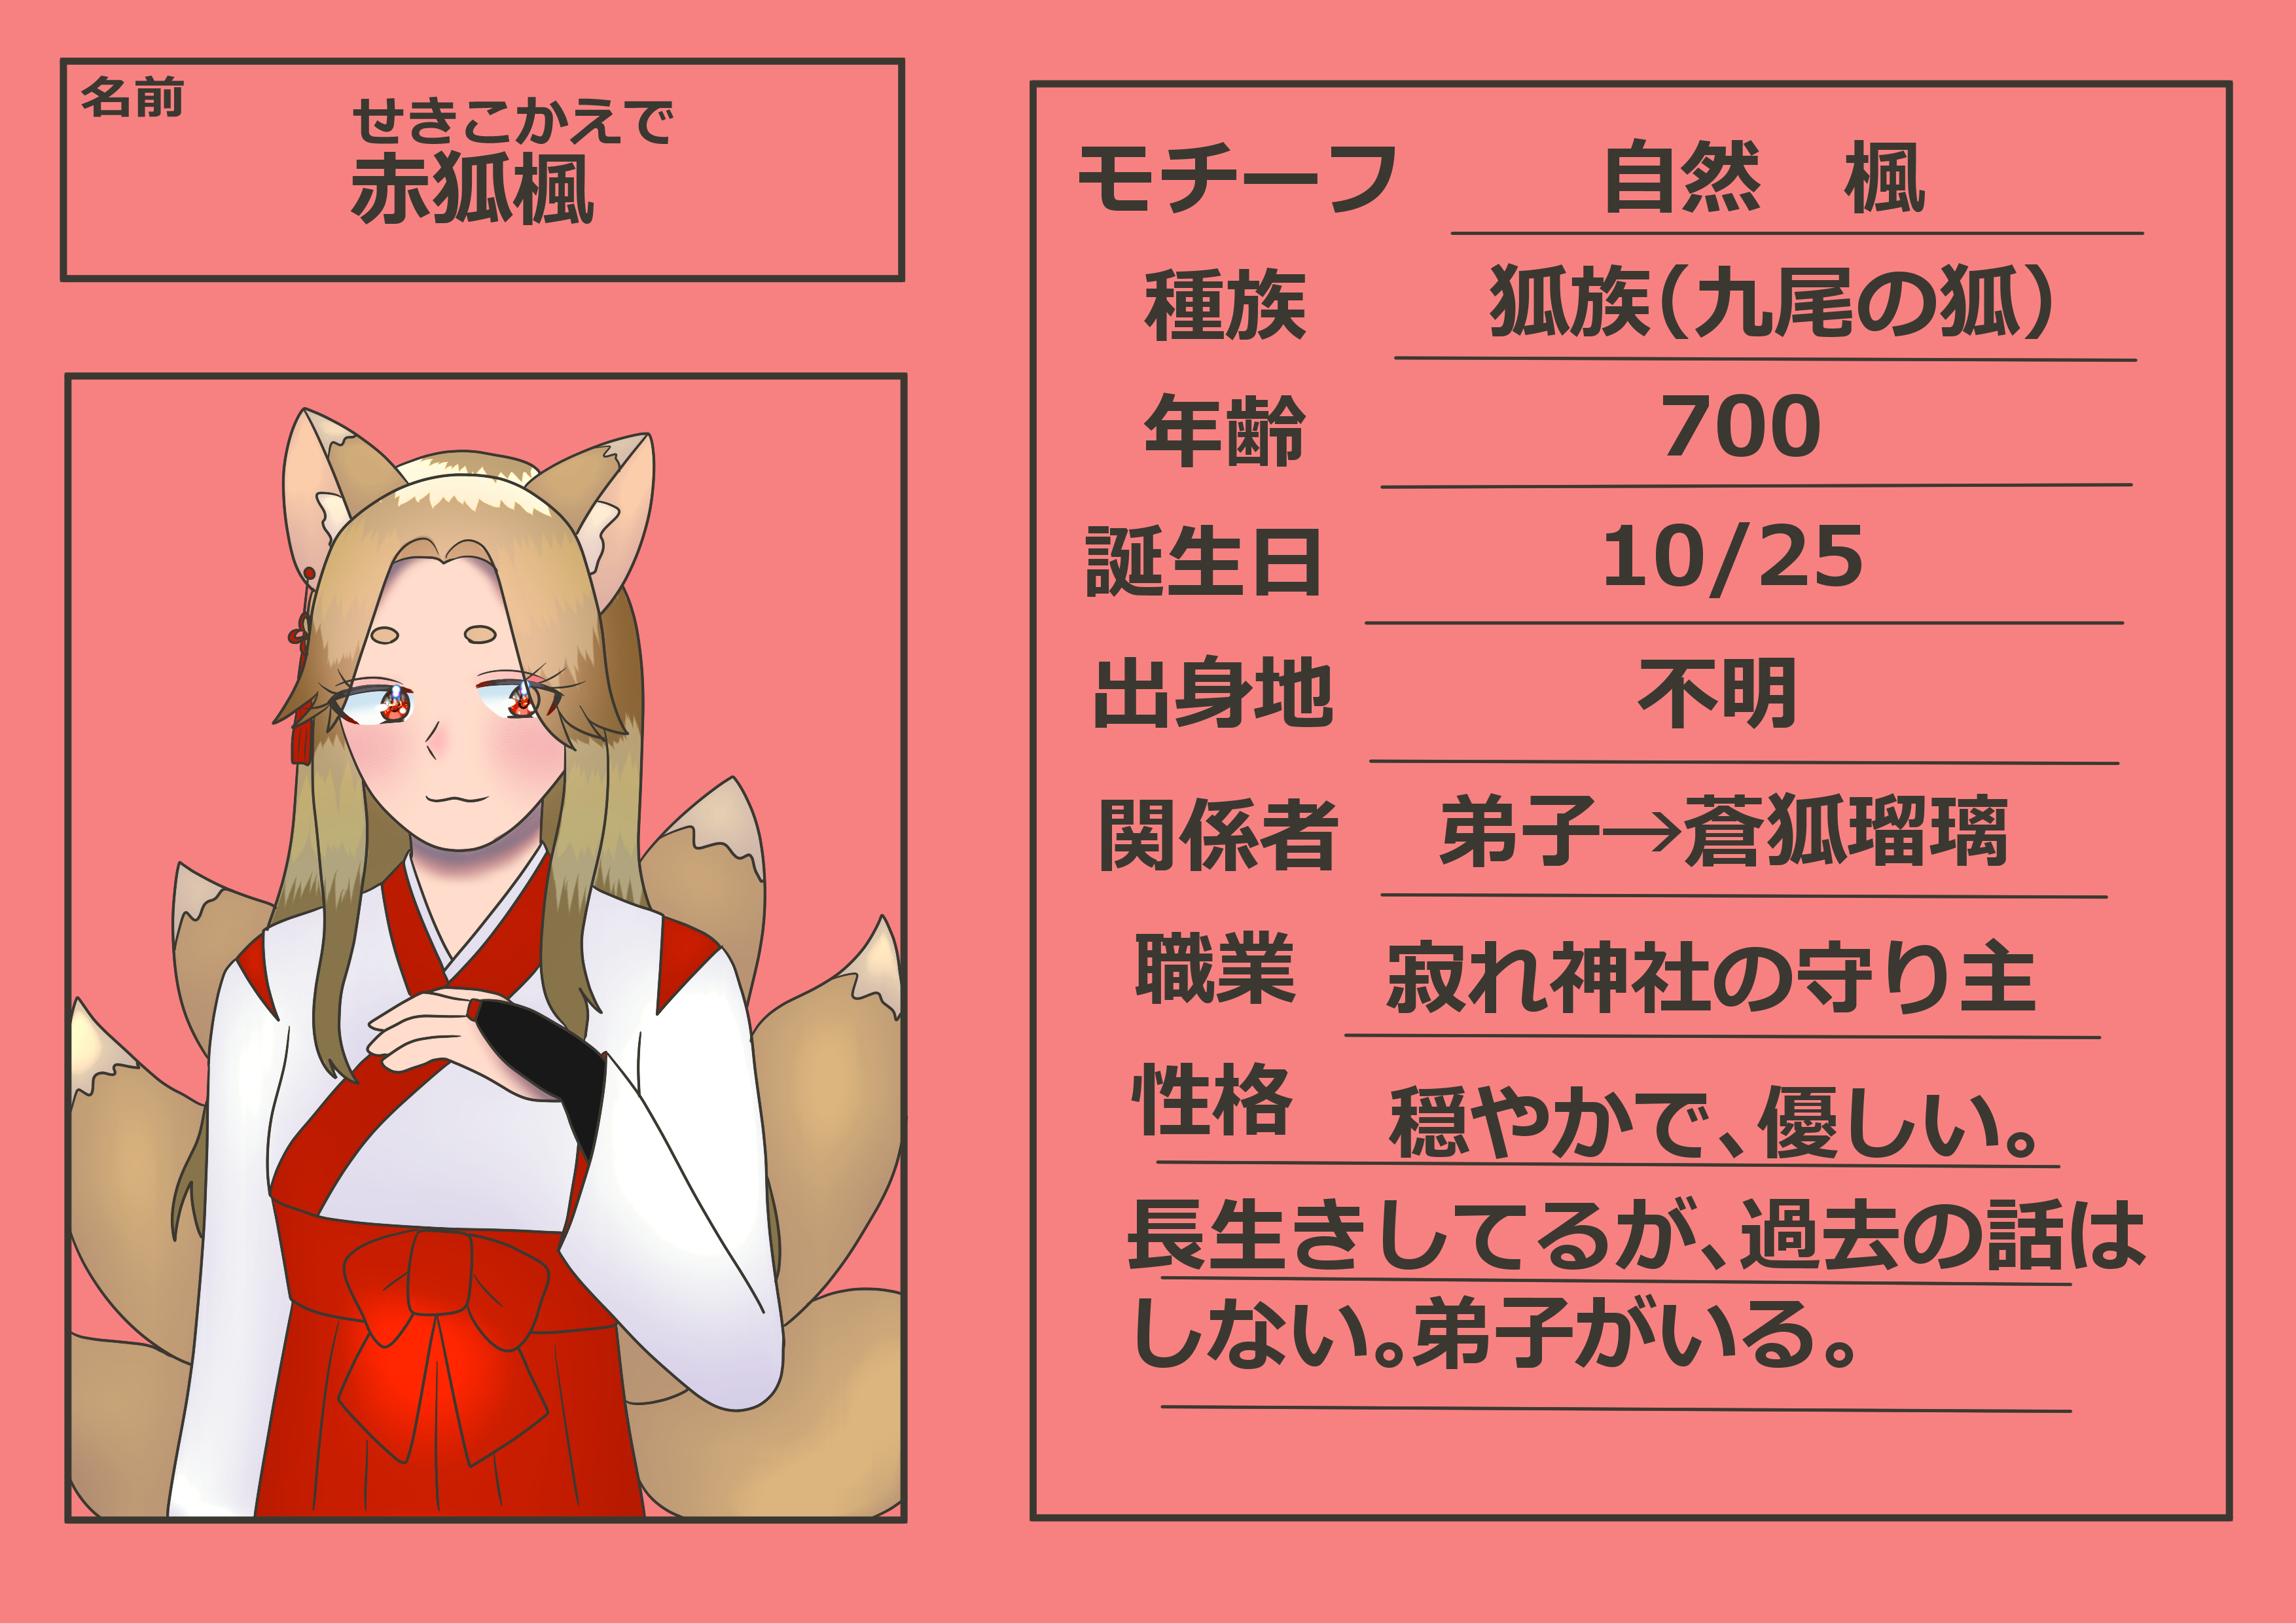 名前
せきこかえで
赤狐楓
モチーフ 自然 楓
種族 狐族(九尾の狐)
年齢 700
誕生日 10/25
出身地 不明
関係者 弟子→蒼狐瑠璃
職業 寂れ神社の守り主
性格 穏やかで、優しい。
長生きしてるが、過去の話は
しない。弟子がいる。